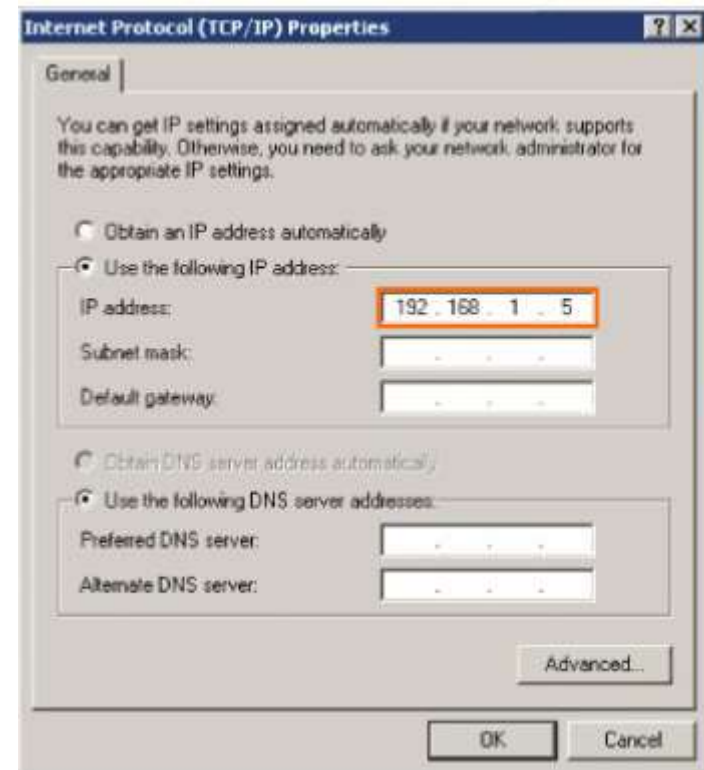 Internet Protocol (TCP/IP) Properties
General
You can get IP settings assigned automatically if your network supports
this capability. Otherwise, you need to ask your network administrator for
the appropriate IP settings.
Obtain an IP address automatically
Use the following IP address:
IP address: 192 . 168 . 1 . 5
Subnet mask: . . .
Default gateway: . . .
Obtain DNS server address automatically
Use the following DNS server addresses:
Preferred DNS server: . . .
Alternate DNS server: . . .
Advanced...
OK Cancel